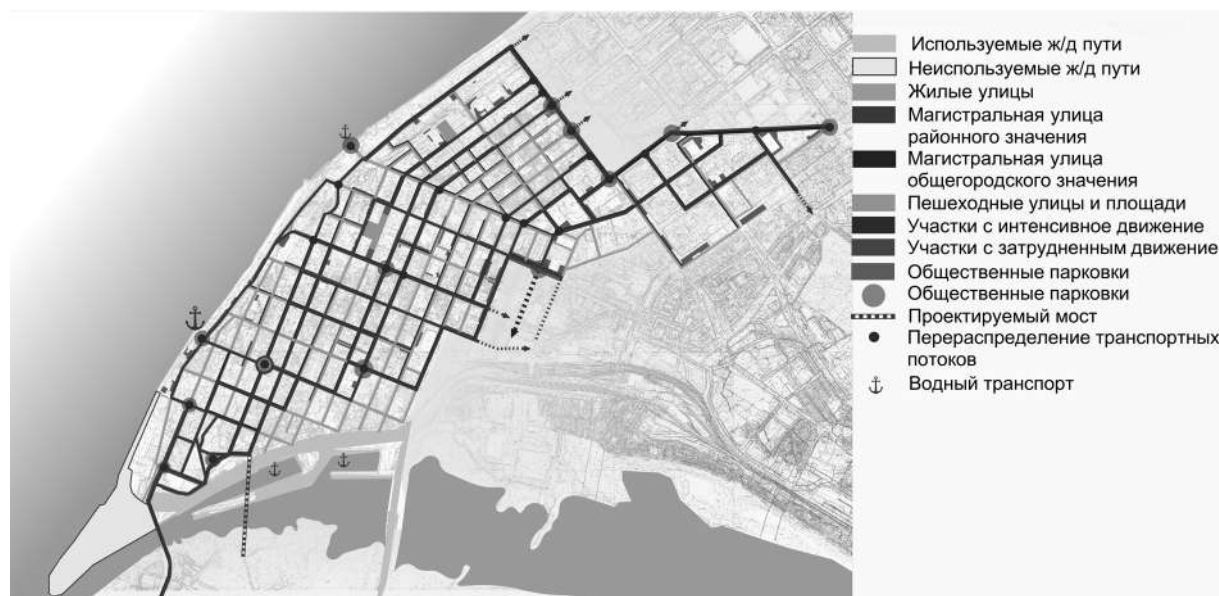 Используемые ж/д пути
Неиспользуемые ж/д пути
Жилые улицы
Магистральная улица
районного значения
Магистральная улица
общегородского значения
Пешеходные улицы и площади
Участки с интенсивное движение
Участки с затрудненным движение
Общественные парковки
Общественные парковки
Проектируемый мост
Перераспределение транспортных
потоков
Водный транспорт